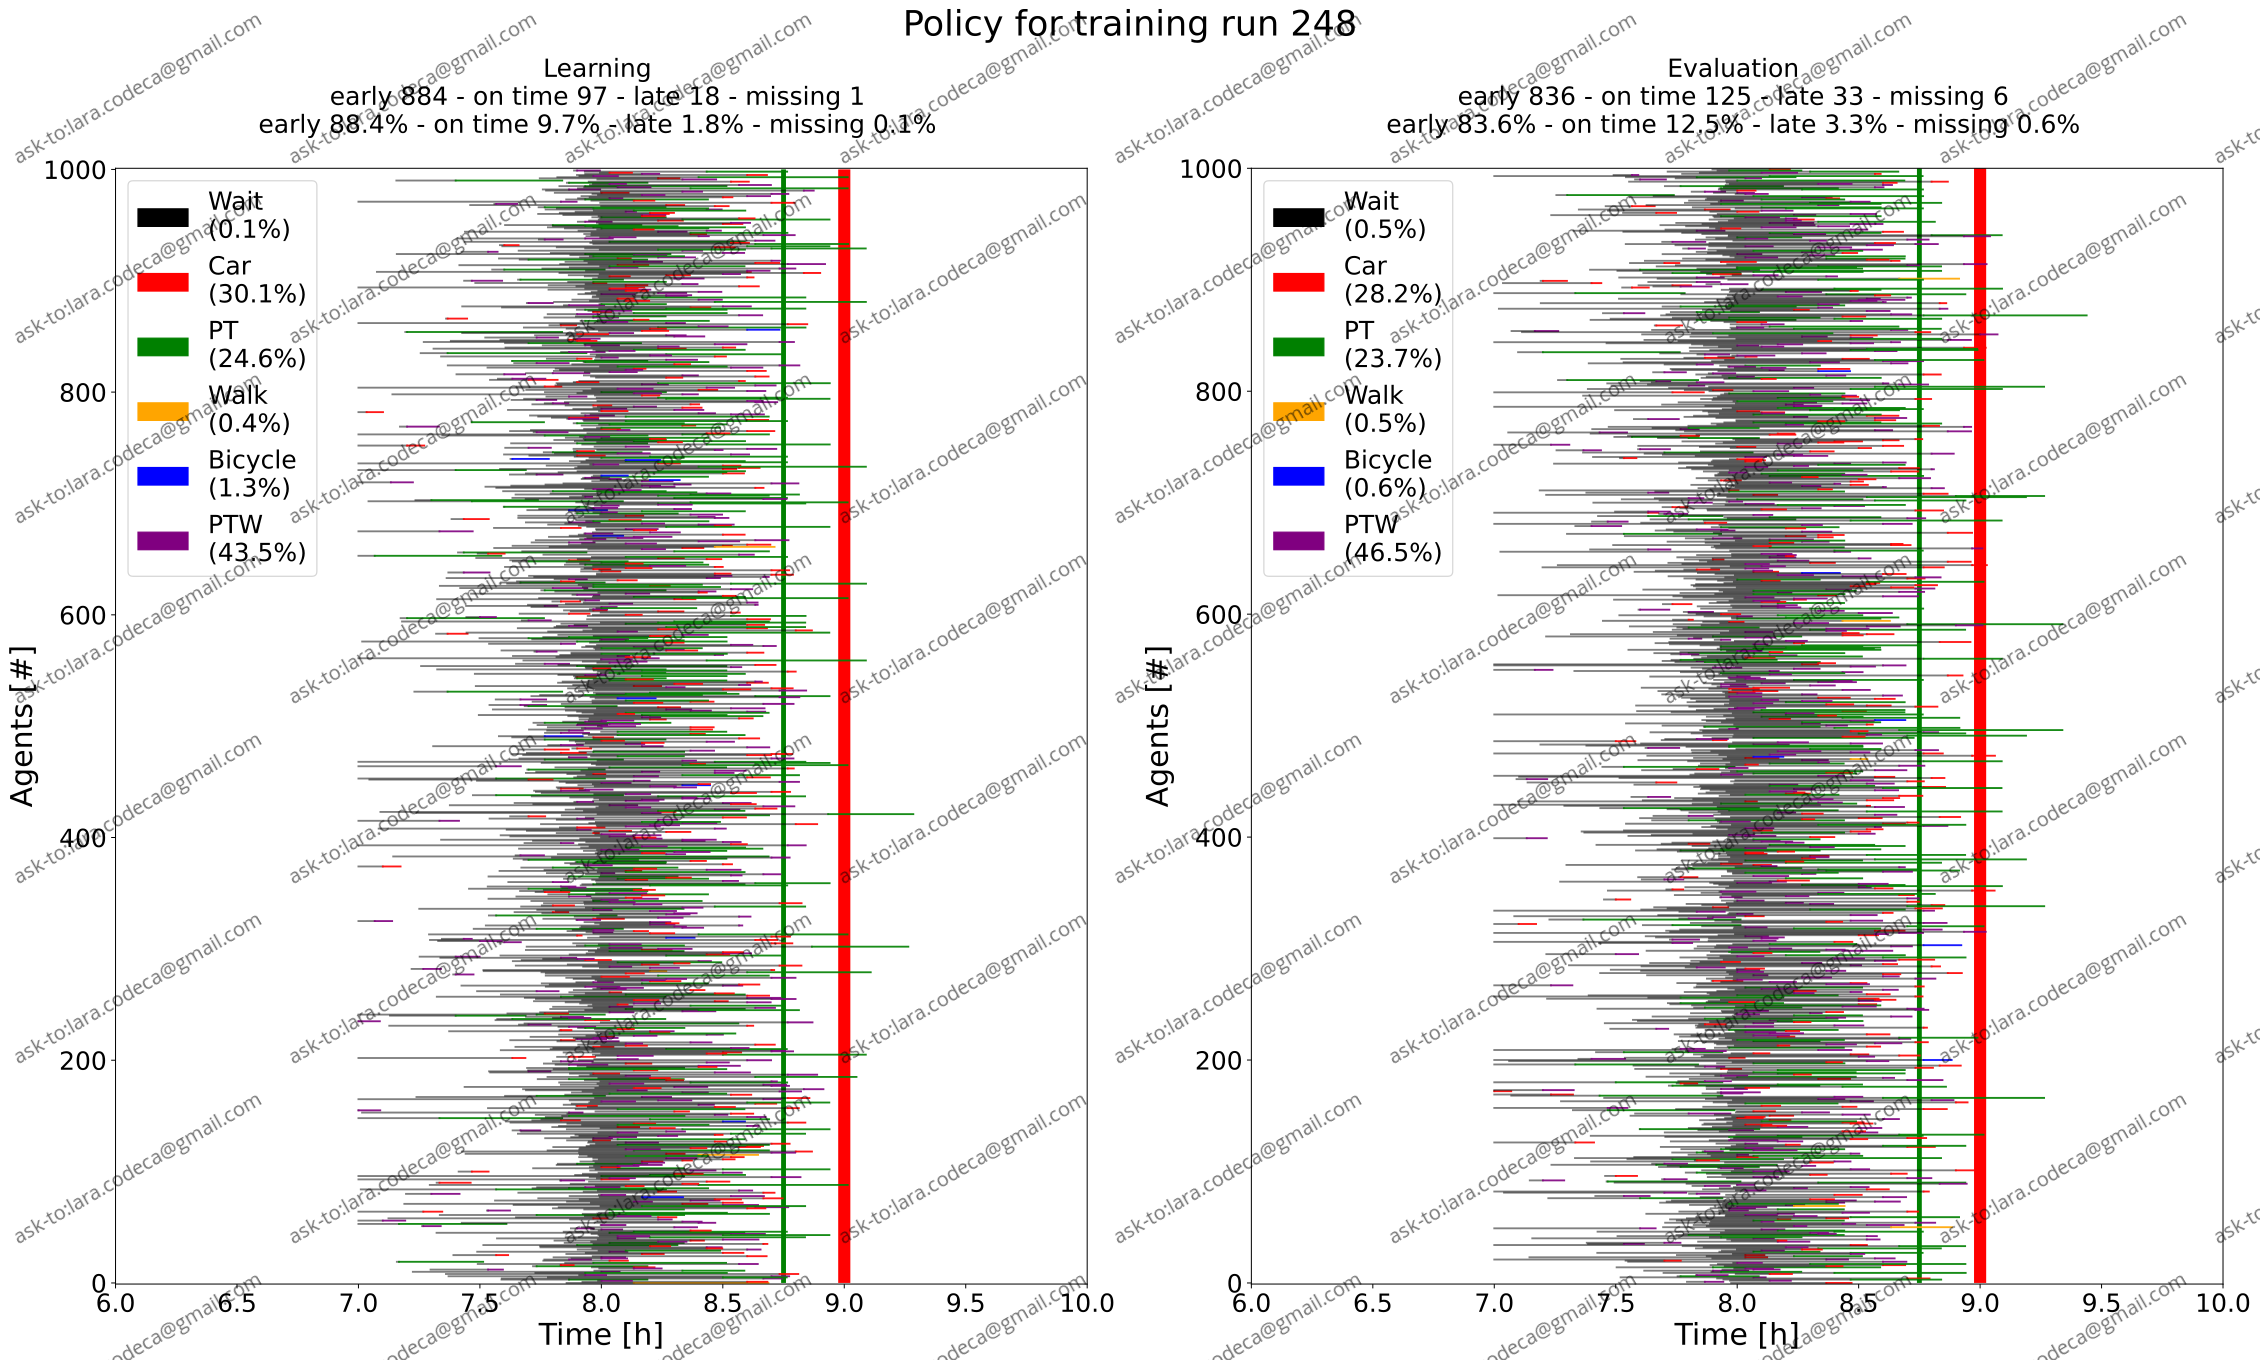 Policy for training run 248
Learning
early 884 - on time 97 - late 18 - missing 1
early 88.4% - on time 9.7% - late 1.8% - missing 0.1%
Wait
(0.1%)
Car
(30.1%)
PT
(24.6%)
Walk
(0.4%)
Bicycle
(1.3%)
PTW
(43.5%)
Agents [#]
1000
800
600
400
200
0
6.0 6.5 7.0 7.5 8.0 8.5 9.0 9.5 10.0
Time [h]
Evaluation
early 836 - on time 125 - late 33 - missing 6
early 83.6% - on time 12.5% - late 3.3% - missing 0.6%
Wait
(0.5%)
Car
(28.2%)
PT
(23.7%)
Walk
(0.5%)
Bicycle
(0.6%)
PTW
(46.5%)
Agents [#]
1000
800
600
400
200
0
6.0 6.5 7.0 7.5 8.0 8.5 9.0 9.5 10.0
Time [h]
ask-to:lara.codeca@gmail.com